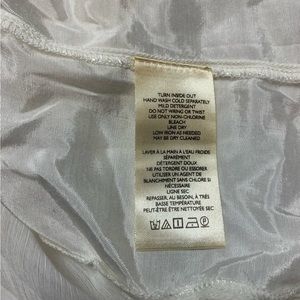 TURN INSIDE OUT
HAND WASH COLD SEPARATELY
MILD DETERGENT
DO NOT WRING OR TWIST
USE ONLY NON-CHLORINE
BLEACH
LINE DRY
LOW IRON AS NEEDED
MAY BE DRY CLEANED
LAVER À LA MAIN À L'EAU FROIDE
SÉPARÉMENT
DÉTERGENT DOUX
NE PAS TORDRE OU ESSORER
UTILISER UN AGENT DE
BLANCHIMENT SANS CHLORE SI
NÉCESSAIRE
LIGNE SEC
REPASSER, AU BESOIN, À TRÈS
BASSE TEMPÉRATURE
PEUT-ÊTRE ÊTRE NETTOYÉE
SEC